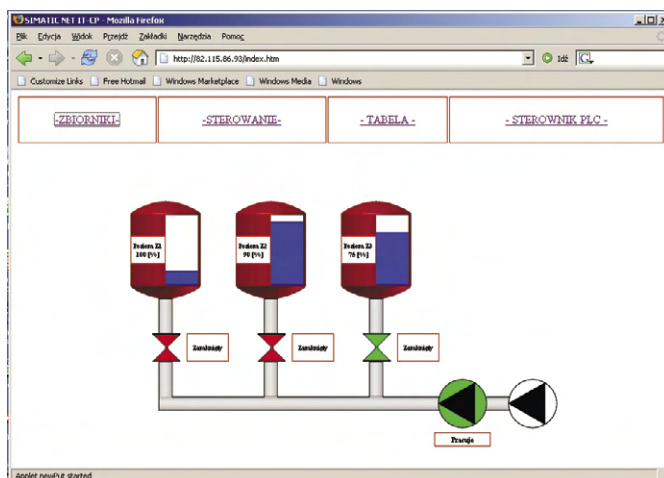 SIMATIC NET IT-CP - Mozilla Firefox
Plik Edycja Widok Przejdź Zakładki Narzędzia Pomoc
http://82.115.86.93/index.htm Idź
Customize Links Free Hotmail Windows Marketplace Windows Media Windows
-ZBIORNIKI- -STEROWANIE- - TABELA - - STEROWNIK PLC -
Poziom Z1 Poziom Z2 Poziom Z3
100 [%] 90 [%] 76 [%]
Zamknięty Zamknięty Zamknięty
Pracuje
Applet newPut started